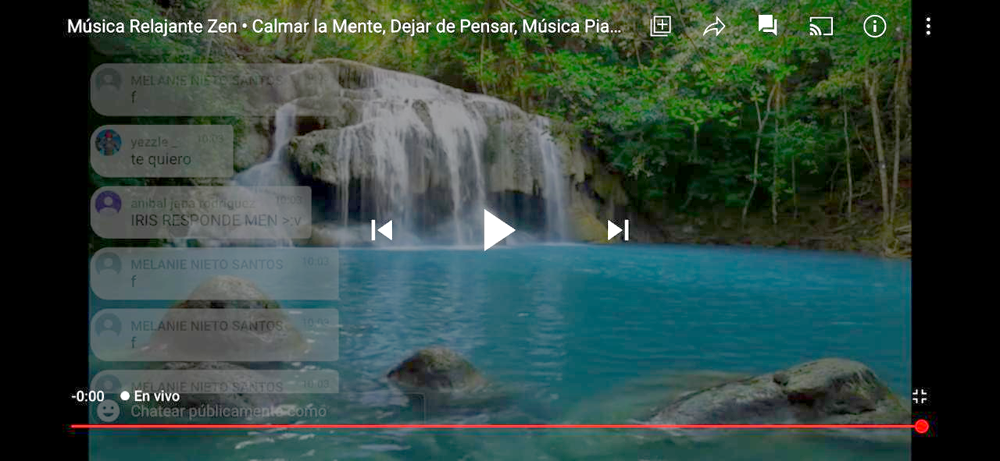 Música Relajante Zen • Calmar la Mente, Dejar de Pensar, Música Pia...
MELANIE NIETO SANTOS
f
yezzle _ 10:03
te quiero
anibal jara rodriguez 10:03
IRIS RESPONDE MEN >:v
MELANIE NIETO SANTOS 10:03
f
MELANIE NIETO SANTOS 10:03
f
MELANIE NIETO SANTOS 10:03
-0:00 En vivo
Chatear públicamente como